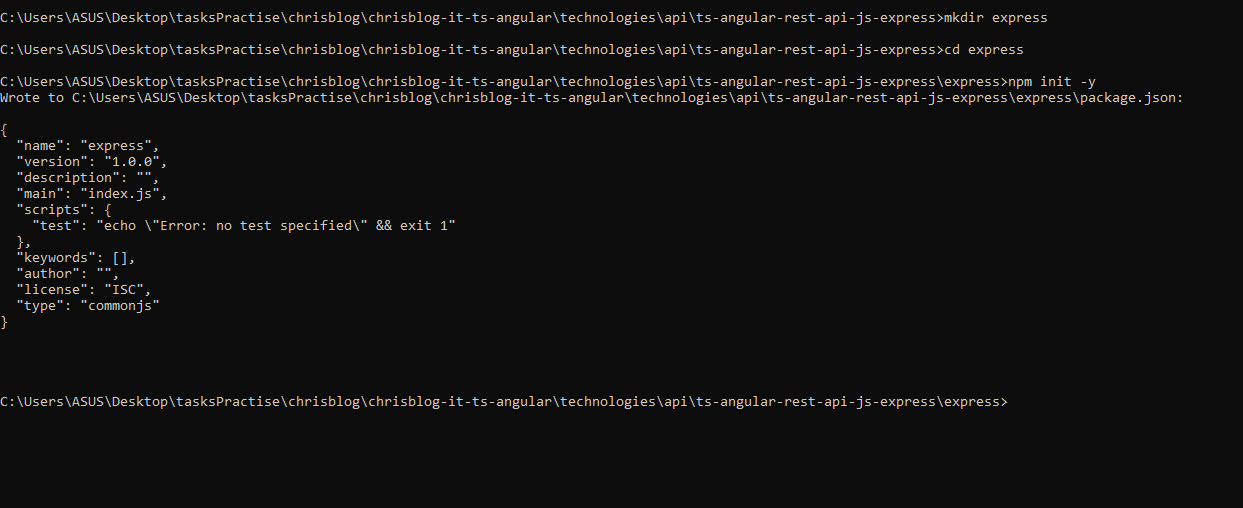 C:\Users\ASUS\Desktop\tasksPractise\chrisblog\chrisblog-it-ts-angular\technologies\api\ts-angular-rest-api-js-express>mkdir express
C:\Users\ASUS\Desktop\tasksPractise\chrisblog\chrisblog-it-ts-angular\technologies\api\ts-angular-rest-api-js-express>cd express
C:\Users\ASUS\Desktop\tasksPractise\chrisblog\chrisblog-it-ts-angular\technologies\api\ts-angular-rest-api-js-express\express>npm init -y
Wrote to C:\Users\ASUS\Desktop\tasksPractise\chrisblog\chrisblog-it-ts-angular\technologies\api\ts-angular-rest-api-js-express\express\package.json:
{
  "name": "express",
  "version": "1.0.0",
  "description": "",
  "main": "index.js",
  "scripts": {
    "test": "echo \"Error: no test specified\" && exit 1"
  },
  "keywords": [],
  "author": "",
  "license": "ISC",
  "type": "commonjs"
}
C:\Users\ASUS\Desktop\tasksPractise\chrisblog\chrisblog-it-ts-angular\technologies\api\ts-angular-rest-api-js-express\express>